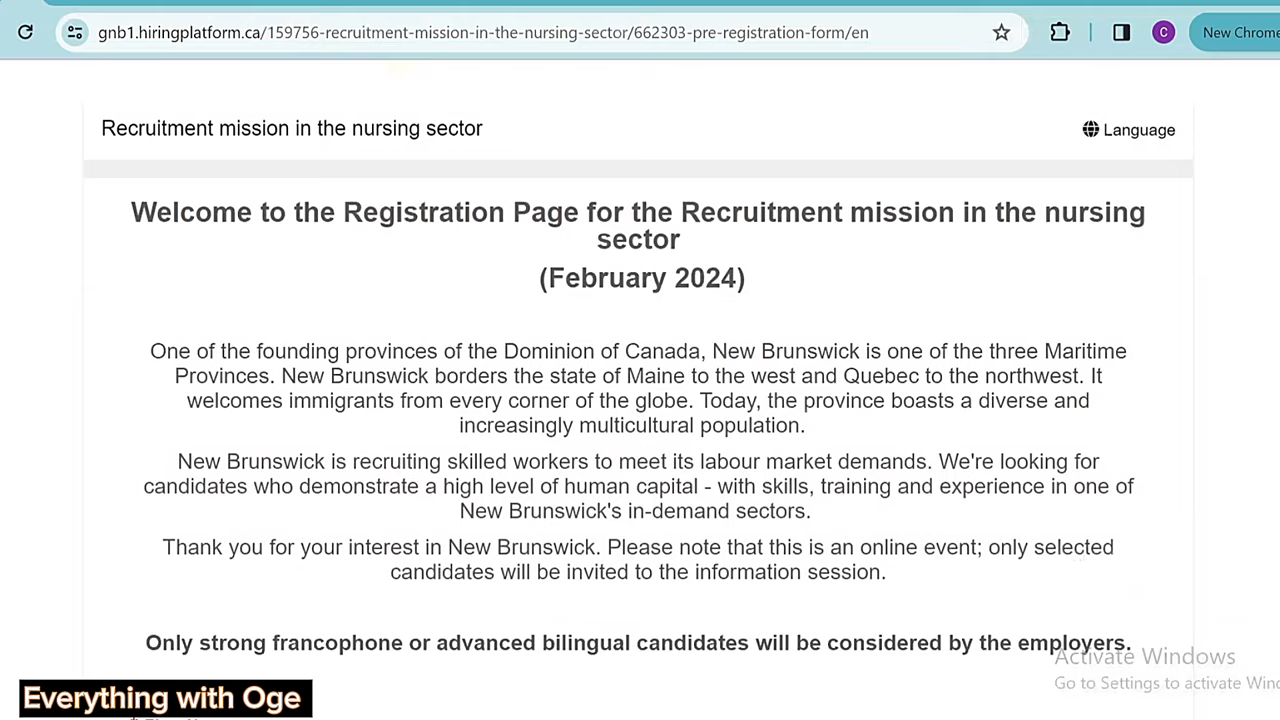 gnb1.hiringplatform.ca/159756-recruitment-mission-in-the-nursing-sector/662303-pre-registration-form/en
C
New Chrome
Recruitment mission in the nursing sector
Language
Welcome to the Registration Page for the Recruitment mission in the nursing
sector
(February 2024)
One of the founding provinces of the Dominion of Canada, New Brunswick is one of the three Maritime
Provinces. New Brunswick borders the state of Maine to the west and Quebec to the northwest. It
welcomes immigrants from every corner of the globe. Today, the province boasts a diverse and
increasingly multicultural population.
New Brunswick is recruiting skilled workers to meet its labour market demands. We're looking for
candidates who demonstrate a high level of human capital - with skills, training and experience in one of
New Brunswick's in-demand sectors.
Thank you for your interest in New Brunswick. Please note that this is an online event; only selected
candidates will be invited to the information session.
Only strong francophone or advanced bilingual candidates will be considered by the employers.
Activate Windows
Go to Settings to activate Win
Everything with Oge